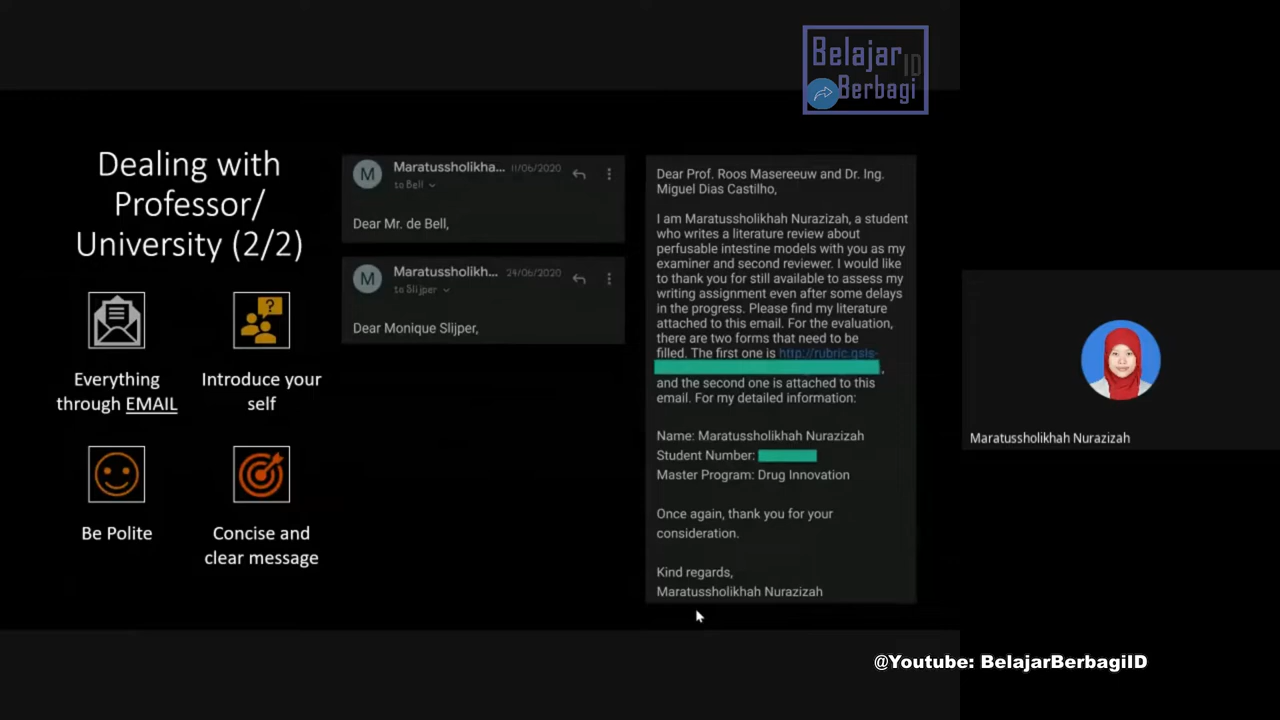 Belajar
ID
Berbagi
Dealing with
Professor/
University (2/2)
Everything
through EMAIL
Introduce your
self
Be Polite
Concise and
clear message
M
Maratussholikha... 11/06/2020
to Bell
Dear Mr. de Bell,
M
Maratussholikh... 24/06/2020
to Slijper
Dear Monique Slijper,
Dear Prof. Roos Masereeuw and Dr. Ing.
Miguel Dias Castilho,
I am Maratussholikhah Nurazizah, a student
who writes a literature review about
perfusable intestine models with you as my
examiner and second reviewer. I would like
to thank you for still available to assess my
writing assignment even after some delays
in the progress. Please find my literature
attached to this email. For the evaluation,
there are two forms that need to be
filled. The first one is http://rubric.gsls-
,
and the second one is attached to this
email. For my detailed information:
Name: Maratussholikhah Nurazizah
Student Number:
Master Program: Drug Innovation
Once again, thank you for your
consideration.
Kind regards,
Maratussholikhah Nurazizah
Maratussholikhah Nurazizah
@Youtube: BelajarBerbagiID